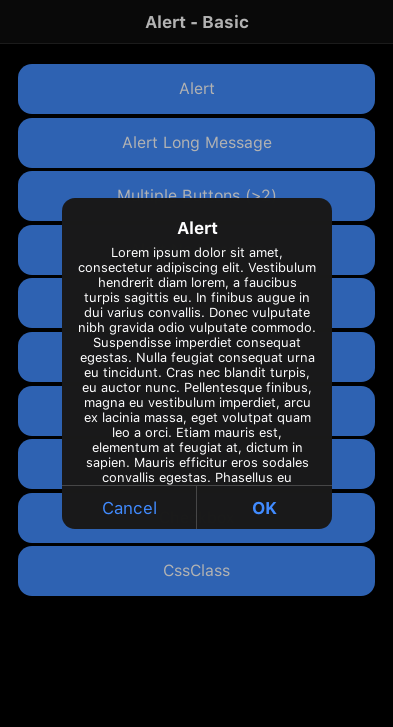 Alert - Basic
Alert
Alert Long Message
Multiple Buttons (>2)
Alert
Lorem ipsum dolor sit amet,
consectetur adipiscing elit. Vestibulum
hendrerit diam lorem, a faucibus
turpis sagittis eu. In finibus augue in
dui varius convallis. Donec vulputate
nibh gravida odio vulputate commodo.
Suspendisse imperdiet consequat
egestas. Nulla feugiat consequat urna
eu tincidunt. Cras nec blandit turpis,
eu auctor nunc. Pellentesque finibus,
magna eu vestibulum imperdiet, arcu
ex lacinia massa, eget volutpat quam
leo a orci. Etiam mauris est,
elementum at feugiat at, dictum in
sapien. Mauris efficitur eros sodales
convallis egestas. Phasellus eu
Cancel
OK
CssClass